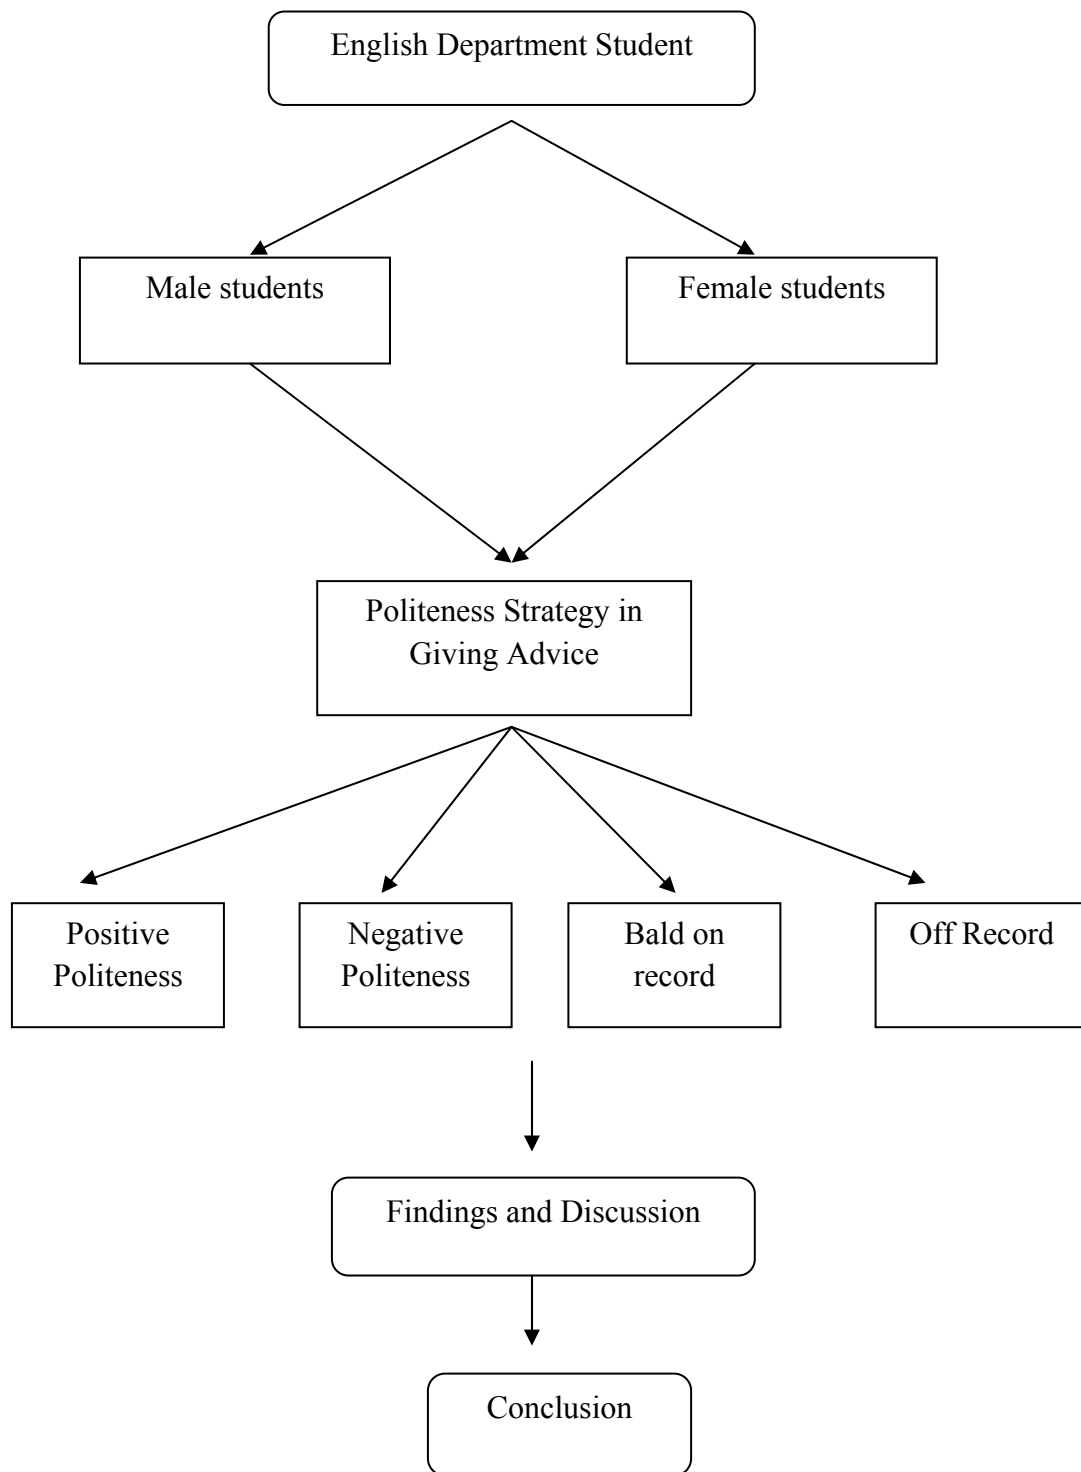 English Department Student
Male students
Female students
Politeness Strategy in
Giving Advice
Positive
Politeness
Negative
Politeness
Bald on
record
Off Record
Findings and Discussion
Conclusion